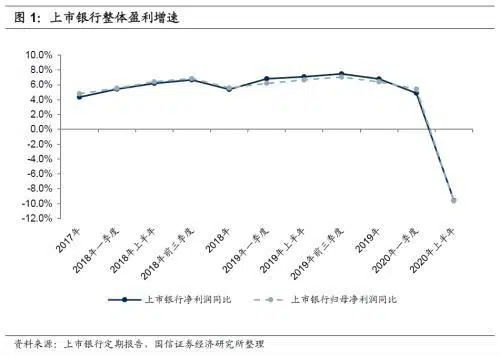 图 1：上市银行整体盈利增速
10.0%
8.0%
6.0%
4.0%
2.0%
0.0%
-2.0%
-4.0%
-6.0%
-8.0%
-10.0%
-12.0%
2017年
2018年一季度
2018年上半年
2018年前三季度
2018年
2019年一季度
2019年上半年
2019年前三季度
2019年
2020年一季度
2020年上半年
上市银行净利润同比
上市银行归母净利润同比
资料来源：上市银行定期报告、国信证券经济研究所整理